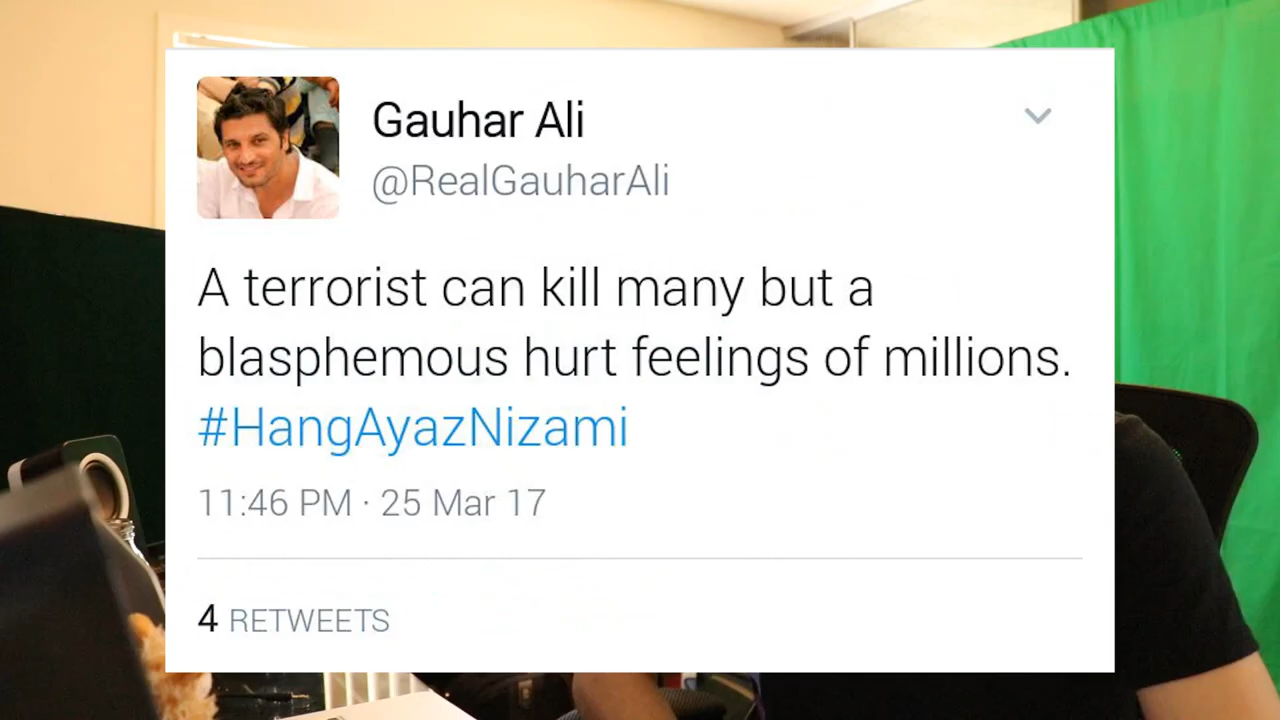 Gauhar Ali
@RealGauharAli
A terrorist can kill many but a
blasphemous hurt feelings of millions.
#HangAyazNizami
11:46 PM · 25 Mar 17
4 RETWEETS